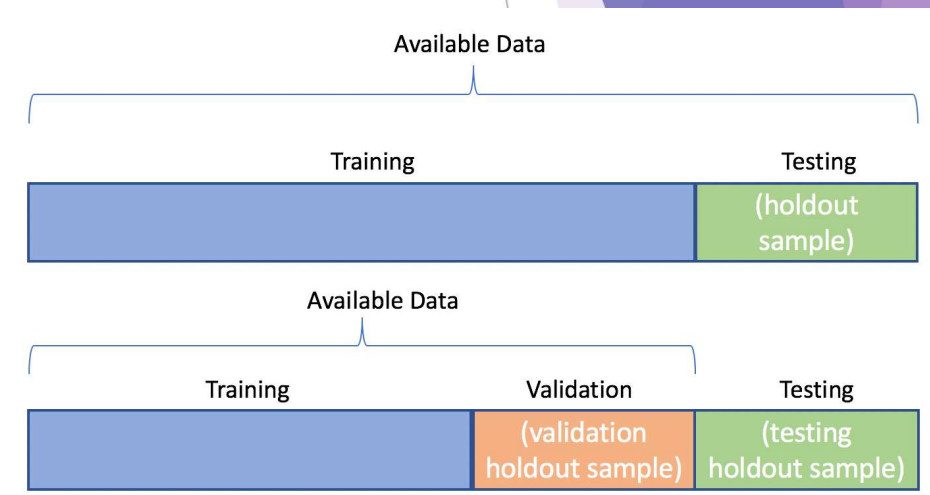 Available Data
Training
Testing
(holdout
sample)
Available Data
Training
Validation
Testing
(validation
holdout sample)
(testing
holdout sample)